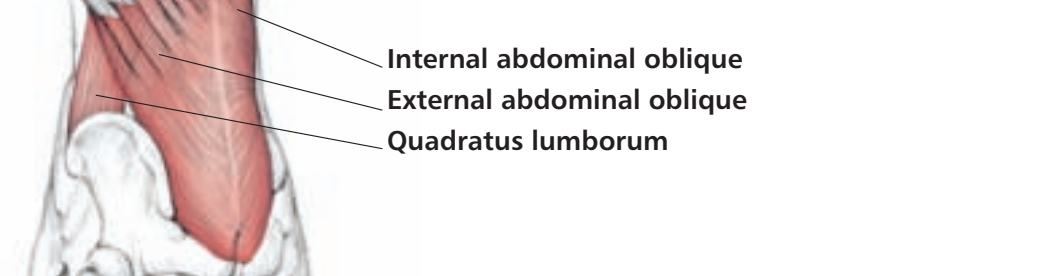 Internal abdominal oblique
External abdominal oblique
Quadratus lumborum